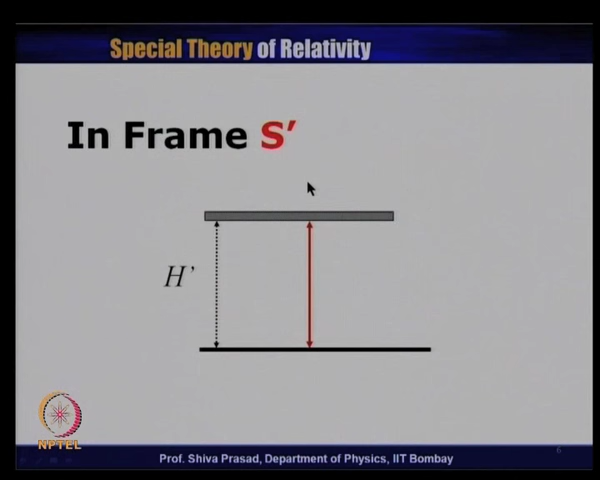 Special Theory of Relativity
In Frame S’
H’
NPTEL
Prof. Shiva Prasad, Department of Physics, IIT Bombay
6